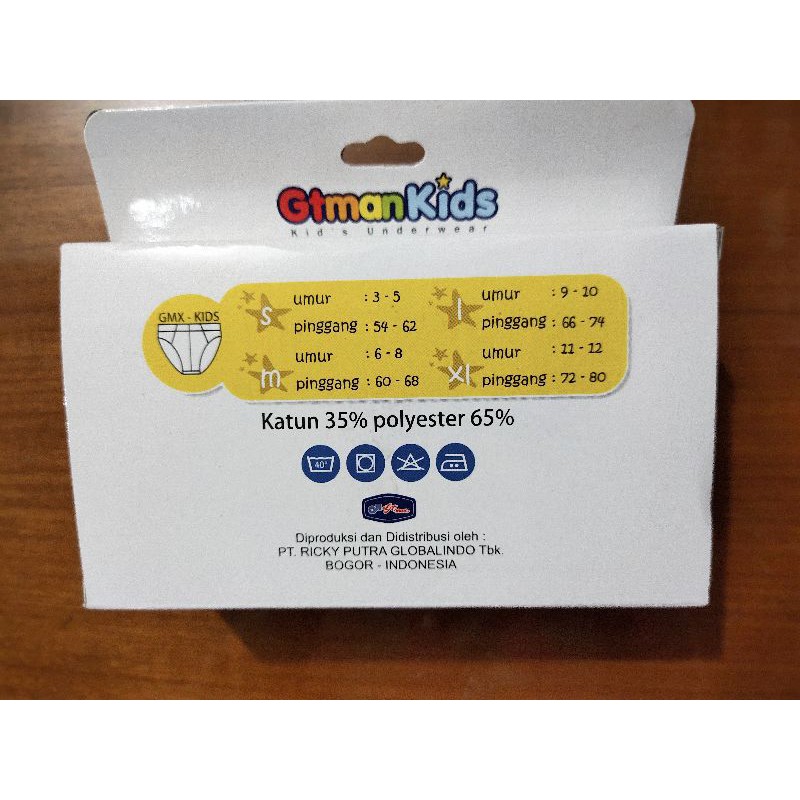 GtmanKids
Kid's Underwear
GMX - KIDS
s
umur : 3 - 5
pinggang : 54 - 62
m
umur : 6 - 8
pinggang : 60 - 68
l
umur : 9 - 10
pinggang : 66 - 74
xl
umur : 11 - 12
pinggang : 72 - 80
Katun 35% polyester 65%
40°
Diproduksi dan Didistribusi oleh :
PT. RICKY PUTRA GLOBALINDO Tbk.
BOGOR - INDONESIA